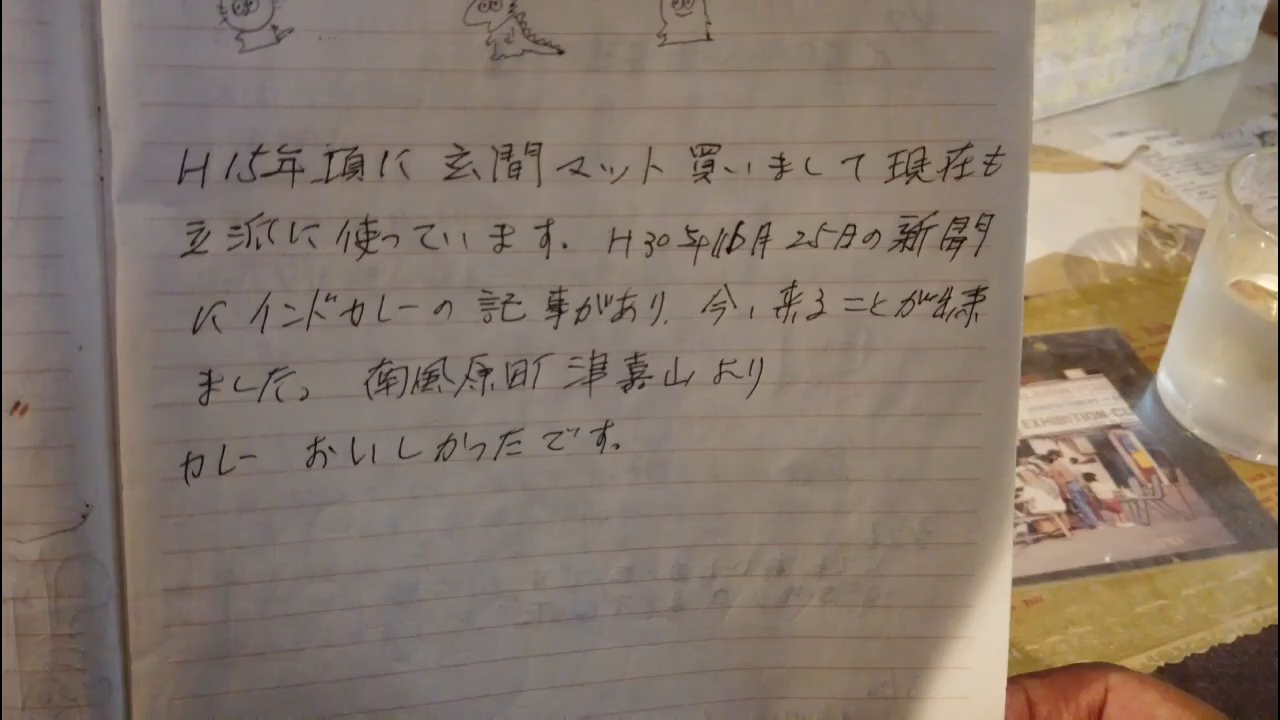 H15年項に玄関マット買いまして現在も
立派に使っています。H30年16月25日の新聞
にインドカレーの記事があり、今、来ることが出来
ました。南風原町津嘉山より
カレー おいしかったです。
EXHIBITION